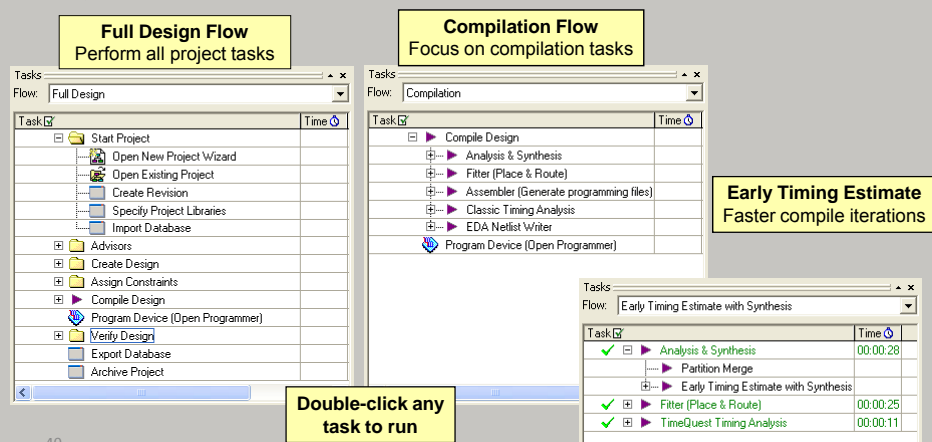 Full Design Flow
Perform all project tasks
Compilation Flow
Focus on compilation tasks
Tasks
Flow: Full Design
Task Time
Start Project
Open New Project Wizard
Open Existing Project
Create Revision
Specify Project Libraries
Import Database
Advisors
Create Design
Assign Constraints
Compile Design
Program Device (Open Programmer)
Verify Design
Export Database
Archive Project
Tasks
Flow: Compilation
Task Time
Compile Design
Analysis & Synthesis
Fitter (Place & Route)
Assembler (Generate programming files)
Classic Timing Analysis
EDA Netlist Writer
Program Device (Open Programmer)
Early Timing Estimate
Faster compile iterations
Tasks
Flow: Early Timing Estimate with Synthesis
Task Time
Analysis & Synthesis 00:00:28
Partition Merge
Early Timing Estimate with Synthesis
Fitter (Place & Route) 00:00:25
TimeQuest Timing Analysis 00:00:11
Double-click any
task to run